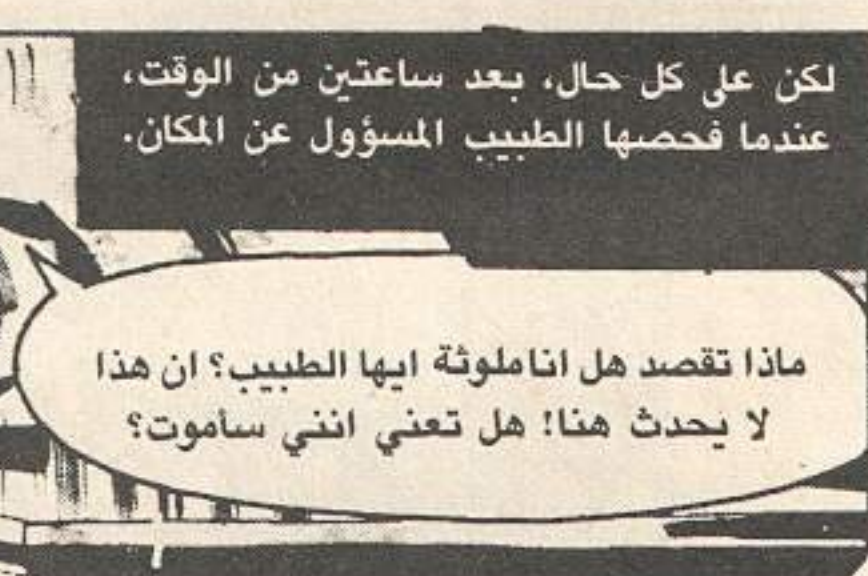 لكن على كل حال، بعد ساعتين من الوقت،
عندما فحصها الطبيب المسؤول عن المكان.
ماذا تقصد هل انا ملوثة ايها الطبيب؟ ان هذا
لا يحدث هنا! هل تعني انني سأموت؟